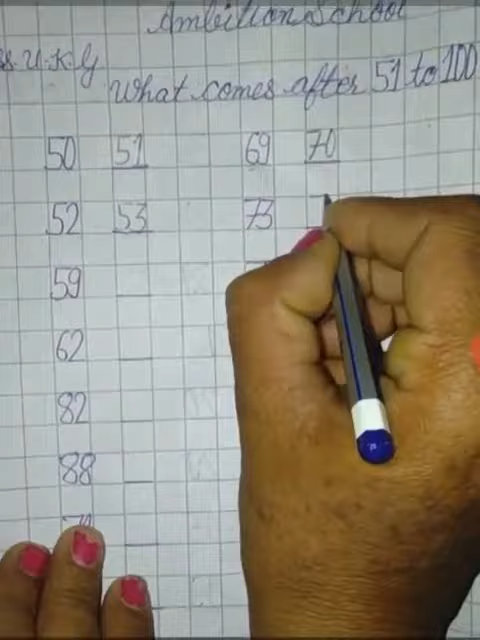 Ambition School
U.K.G
What comes after 51 to 100
50 51 69 70
52 53 73
59
62
82
88